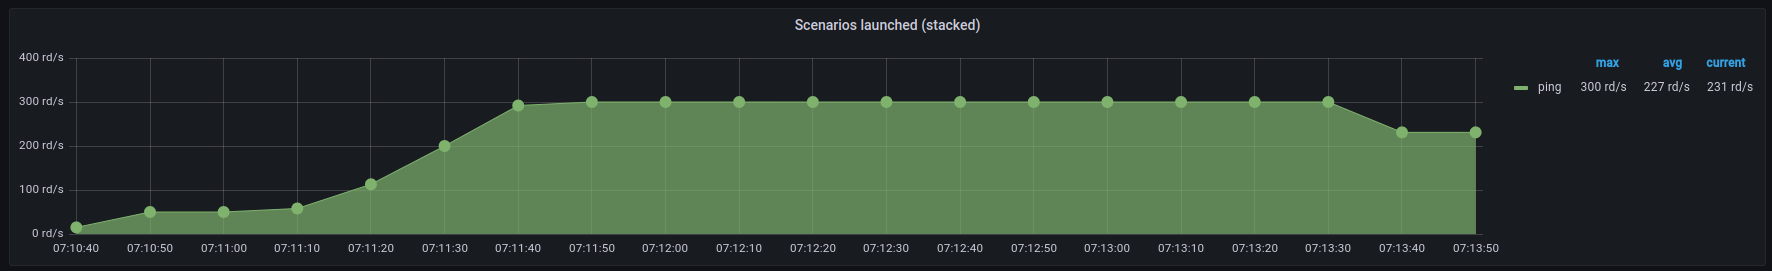 Scenarios launched (stacked)
400 rd/s
300 rd/s
200 rd/s
100 rd/s
0 rd/s
07:10:40 07:10:50 07:11:00 07:11:10 07:11:20 07:11:30 07:11:40 07:11:50 07:12:00 07:12:10 07:12:20 07:12:30 07:12:40 07:12:50 07:13:00 07:13:10 07:13:20 07:13:30 07:13:40 07:13:50
max avg current
ping 300 rd/s 227 rd/s 231 rd/s